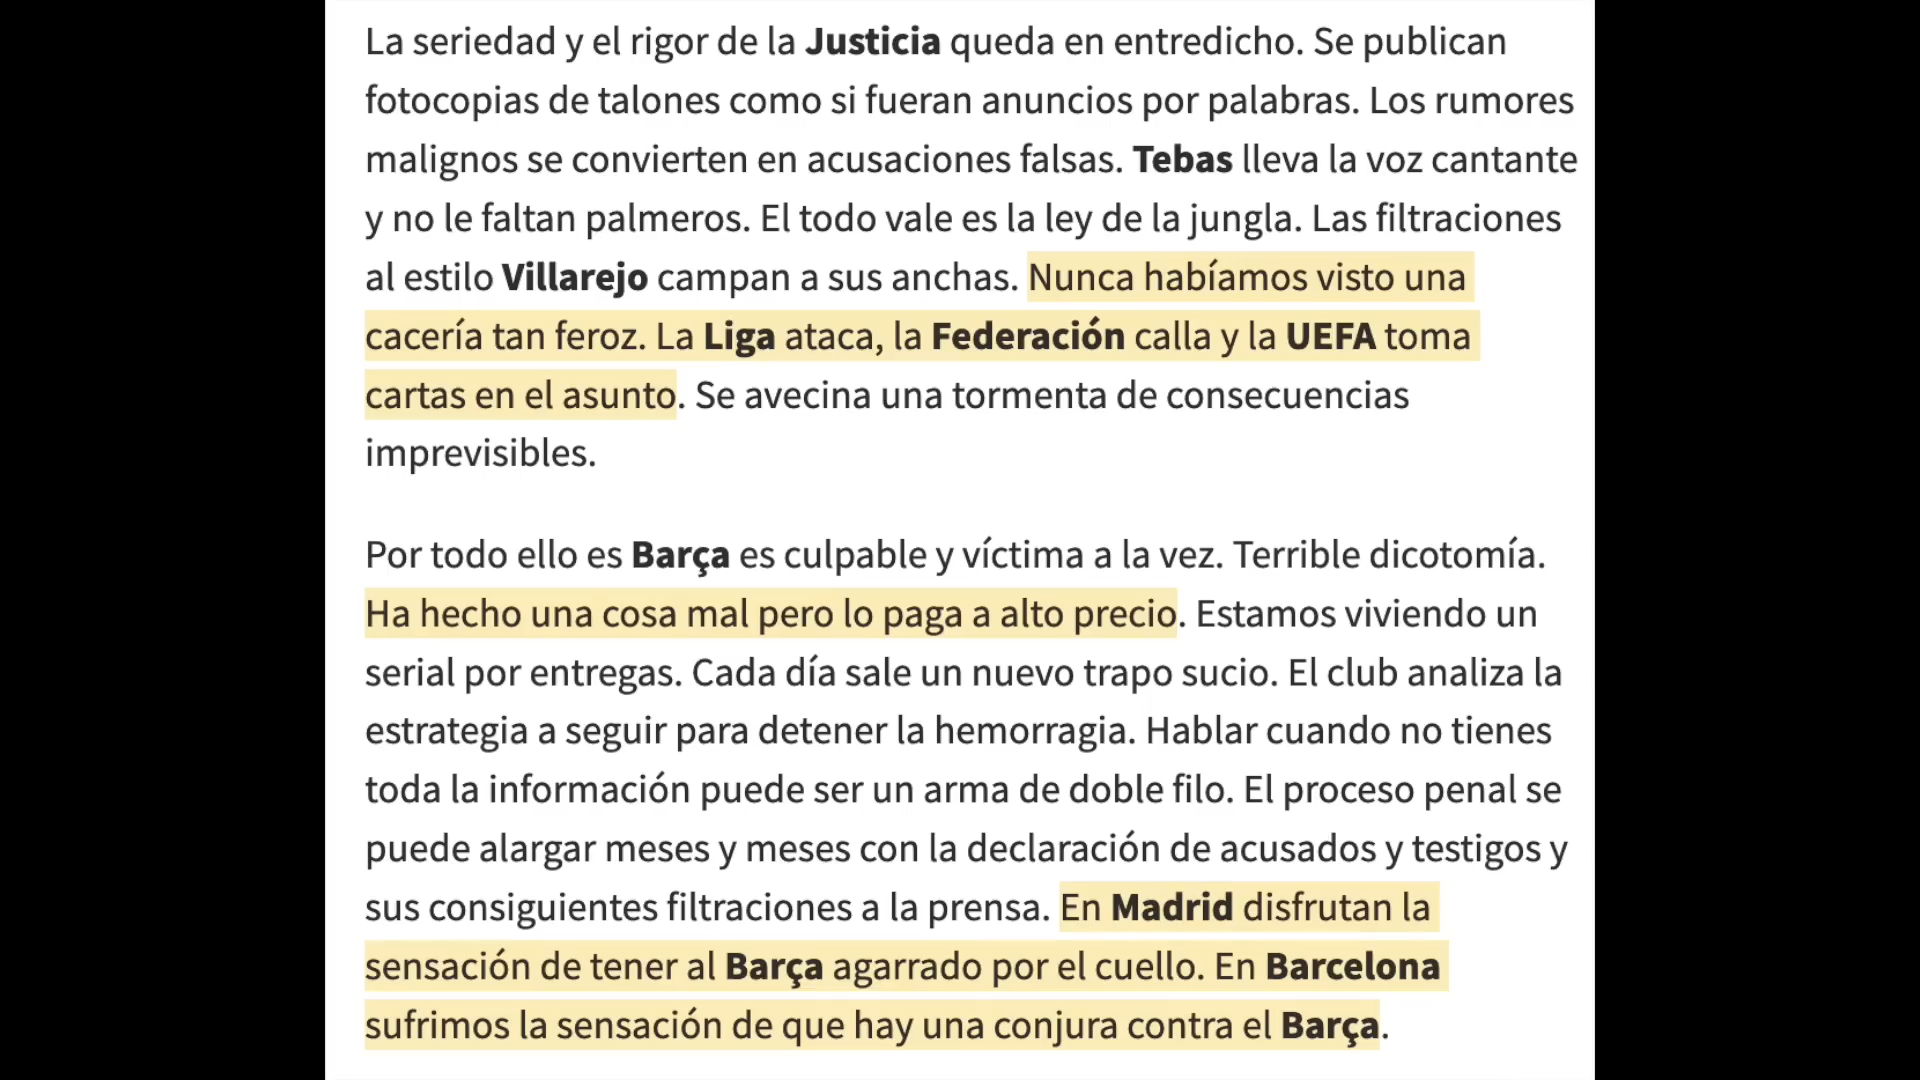 La seriedad y el rigor de la Justicia queda en entredicho. Se publican
fotocopias de talones como si fueran anuncios por palabras. Los rumores
malignos se convierten en acusaciones falsas. Tebas lleva la voz cantante
y no le faltan palmeros. El todo vale es la ley de la jungla. Las filtraciones
al estilo Villarejo campan a sus anchas. Nunca habíamos visto una
cacería tan feroz. La Liga ataca, la Federación calla y la UEFA toma
cartas en el asunto. Se avecina una tormenta de consecuencias
imprevisibles.
Por todo ello es Barça es culpable y víctima a la vez. Terrible dicotomía.
Ha hecho una cosa mal pero lo paga a alto precio. Estamos viviendo un
serial por entregas. Cada día sale un nuevo trapo sucio. El club analiza la
estrategia a seguir para detener la hemorragia. Hablar cuando no tienes
toda la información puede ser un arma de doble filo. El proceso penal se
puede alargar meses y meses con la declaración de acusados y testigos y
sus consiguientes filtraciones a la prensa. En Madrid disfrutan la
sensación de tener al Barça agarrado por el cuello. En Barcelona
sufrimos la sensación de que hay una conjura contra el Barça.